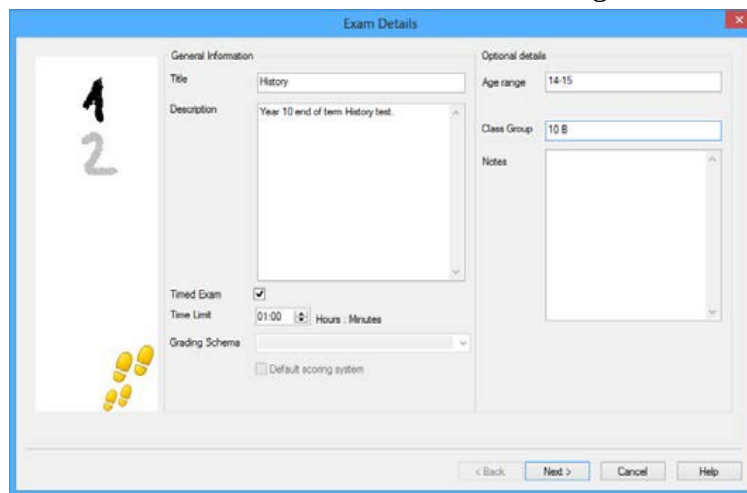 Exam Details
1
2
General Information
Title
History
Description
Year 10 end of term History test.
Timed Exam
Time Limit
01:00
Hours : Minutes
Grading Schema
Default scoring system
Optional details
Age range
14-15
Class Group
10 B
Notes
< Back
Next >
Cancel
Help